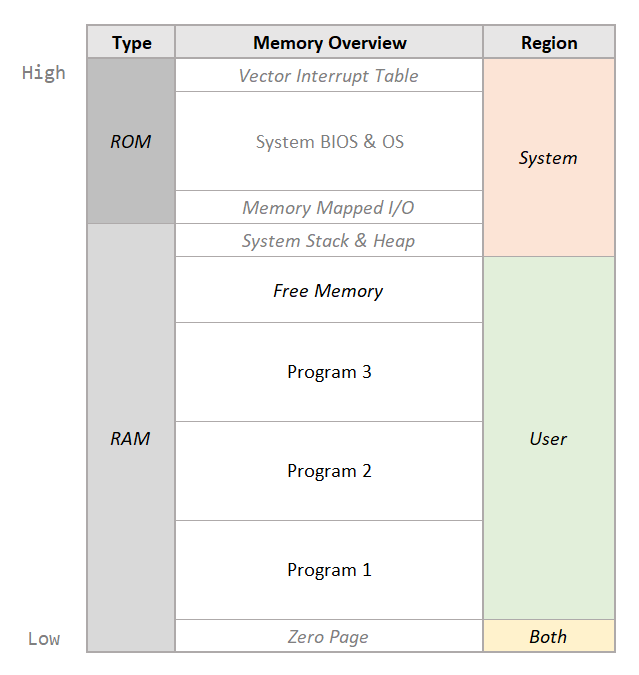 Type Memory Overview Region
High
Vector Interrupt Table
ROM
System BIOS & OS
System
Memory Mapped I/O
System Stack & Heap
Free Memory
Program 3
RAM
User
Program 2
Program 1
Low
Zero Page
Both